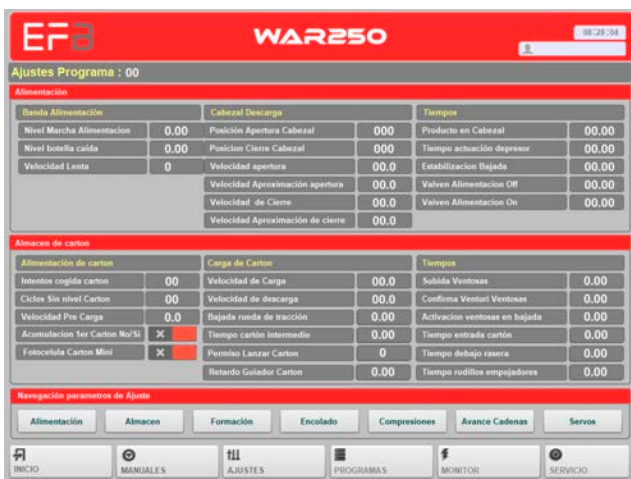 EFa
WAR250
08:28:04
Ajustes Programa : 00
Alimentación
Banda Alimentación
Cabezal Descarga
Tiempos
Nivel Marcha Alimentacion 0.00
Posición Apertura Cabezal 000
Producto en Cabezal 00.00
Nivel botella caida 0.00
Posicion Cierre Cabezal 000
Tiempo actuación depresor 00.00
Velocidad Lenta 0
Velocidad apertura 00.0
Estabilizacion Bajada 00.00
Velocidad Aproximación apertura 00.0
Vaiven Alimentacion Off 00.00
Velocidad de Cierre 00.0
Vaiven Alimentacion On 00.00
Velocidad Aproximación de cierre 00.0
Almacen de carton
Alimentación de carton
Carga de Carton
Tiempos
Intentos cogida carton 00
Velocidad de Carga 00.0
Subida Ventosas 0.00
Ciclos Sin nivel Carton 00
Velocidad de descarga 00.0
Confirma Venturi Ventosas 0.00
Velocidad Pre Carga 0.0
Bajada rueda de tracción 0.00
Activacion ventosas en bajada 0.00
Acumulacion 1er Carton No/Si
Tiempo cartón intermedio 0.00
Tiempo entrada cartón 0.00
Fotocelula Carton Mini
Permiso Lanzar Carton 0
Tiempo debajo rasera 0.00
Retardo Guiador Carton 0.00
Tiempo rodillos empujadores 0.00
Navegación parametros de Ajuste
Alimentación
Almacen
Formación
Encolado
Compresiones
Avance Cadenas
Servos
INICIO
MANUALES
AJUSTES
PROGRAMAS
MONITOR
SERVICIO